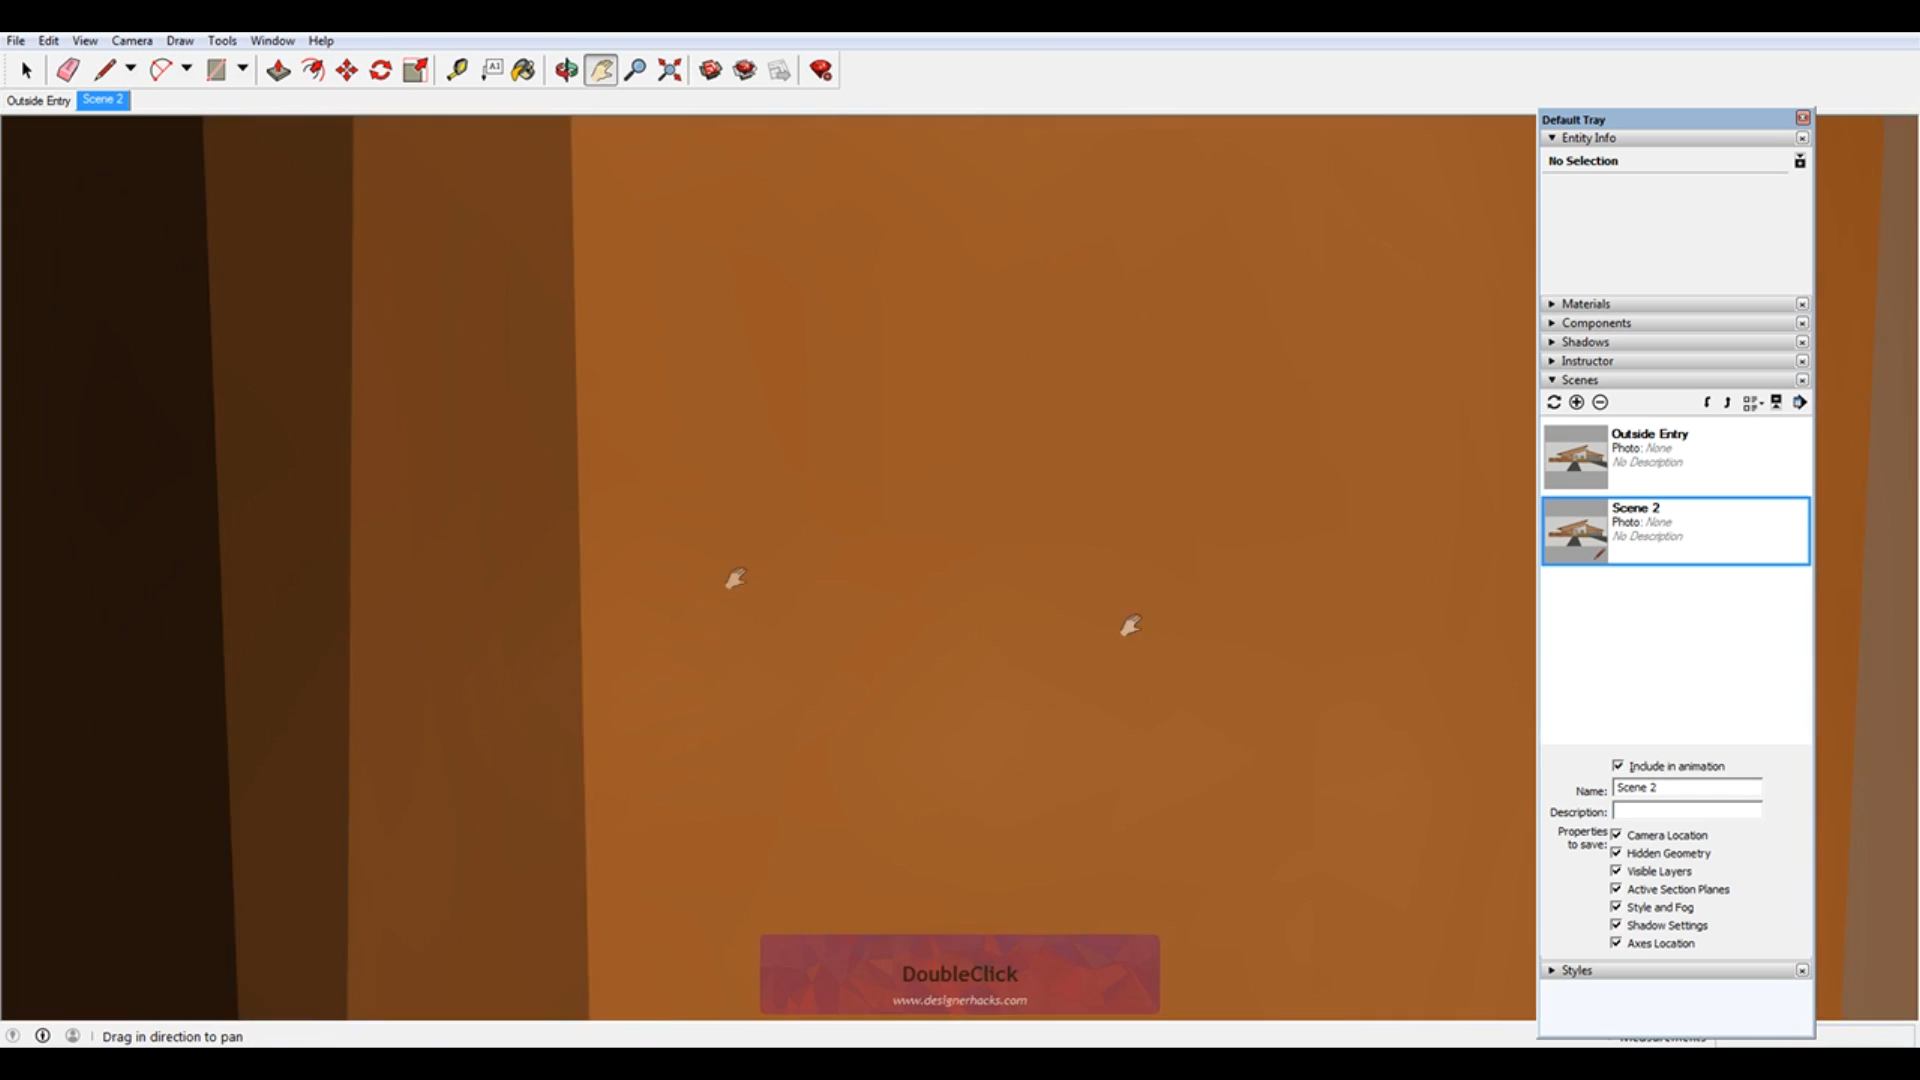 File Edit View Camera Draw Tools Window Help
A1
Outside Entry Scene 2
Default Tray
Entity Info
No Selection
Materials
Components
Shadows
Instructor
Scenes
Outside Entry
Photo: None
No Description
Scene 2
Photo: None
No Description
Include in animation
Name: Scene 2
Description:
Properties to save:
Camera Location
Hidden Geometry
Visible Layers
Active Section Planes
Style and Fog
Shadow Settings
Axes Location
Styles
DoubleClick
www.designerhacks.com
Drag in direction to pan
Measurements